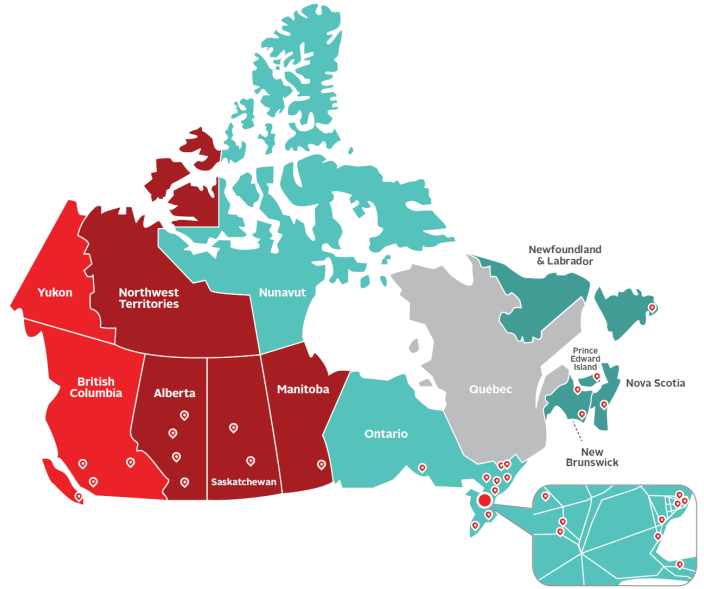 Newfoundland
& Labrador
Yukon
Northwest
Territories
Nunavut
Prince
Edward
Island
British
Columbia
Alberta
Manitoba
Québec
Nova Scotia
Ontario
New
Brunswick
Saskatchewan